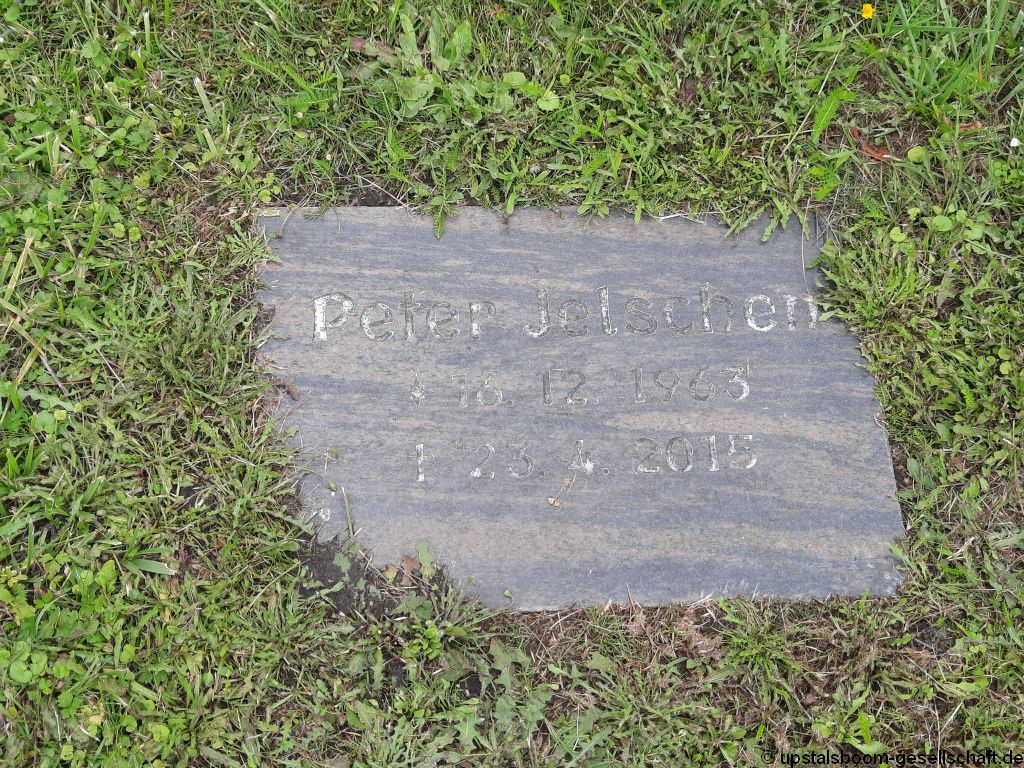 Peter Jelschen
* 16. 12. 1963
† 23. 4. 2015
© upstalsboom-gesellschaft.de